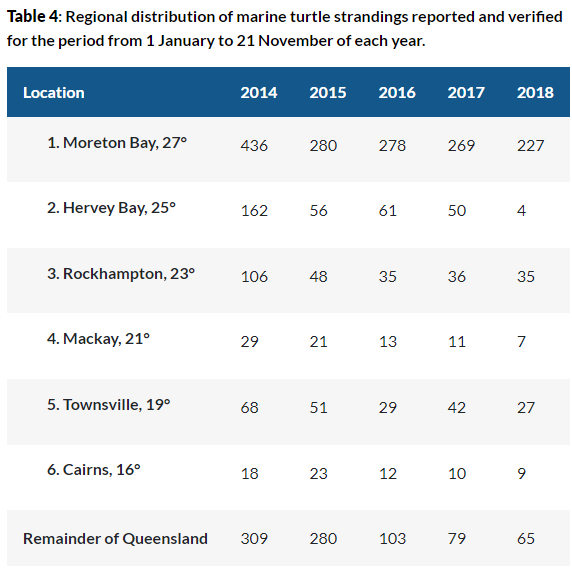 Table 4: Regional distribution of marine turtle strandings reported and verified
for the period from 1 January to 21 November of each year.
Location 2014 2015 2016 2017 2018
1. Moreton Bay, 27° 436 280 278 269 227
2. Hervey Bay, 25° 162 56 61 50 4
3. Rockhampton, 23° 106 48 35 36 35
4. Mackay, 21° 29 21 13 11 7
5. Townsville, 19° 68 51 29 42 27
6. Cairns, 16° 18 23 12 10 9
Remainder of Queensland 309 280 103 79 65